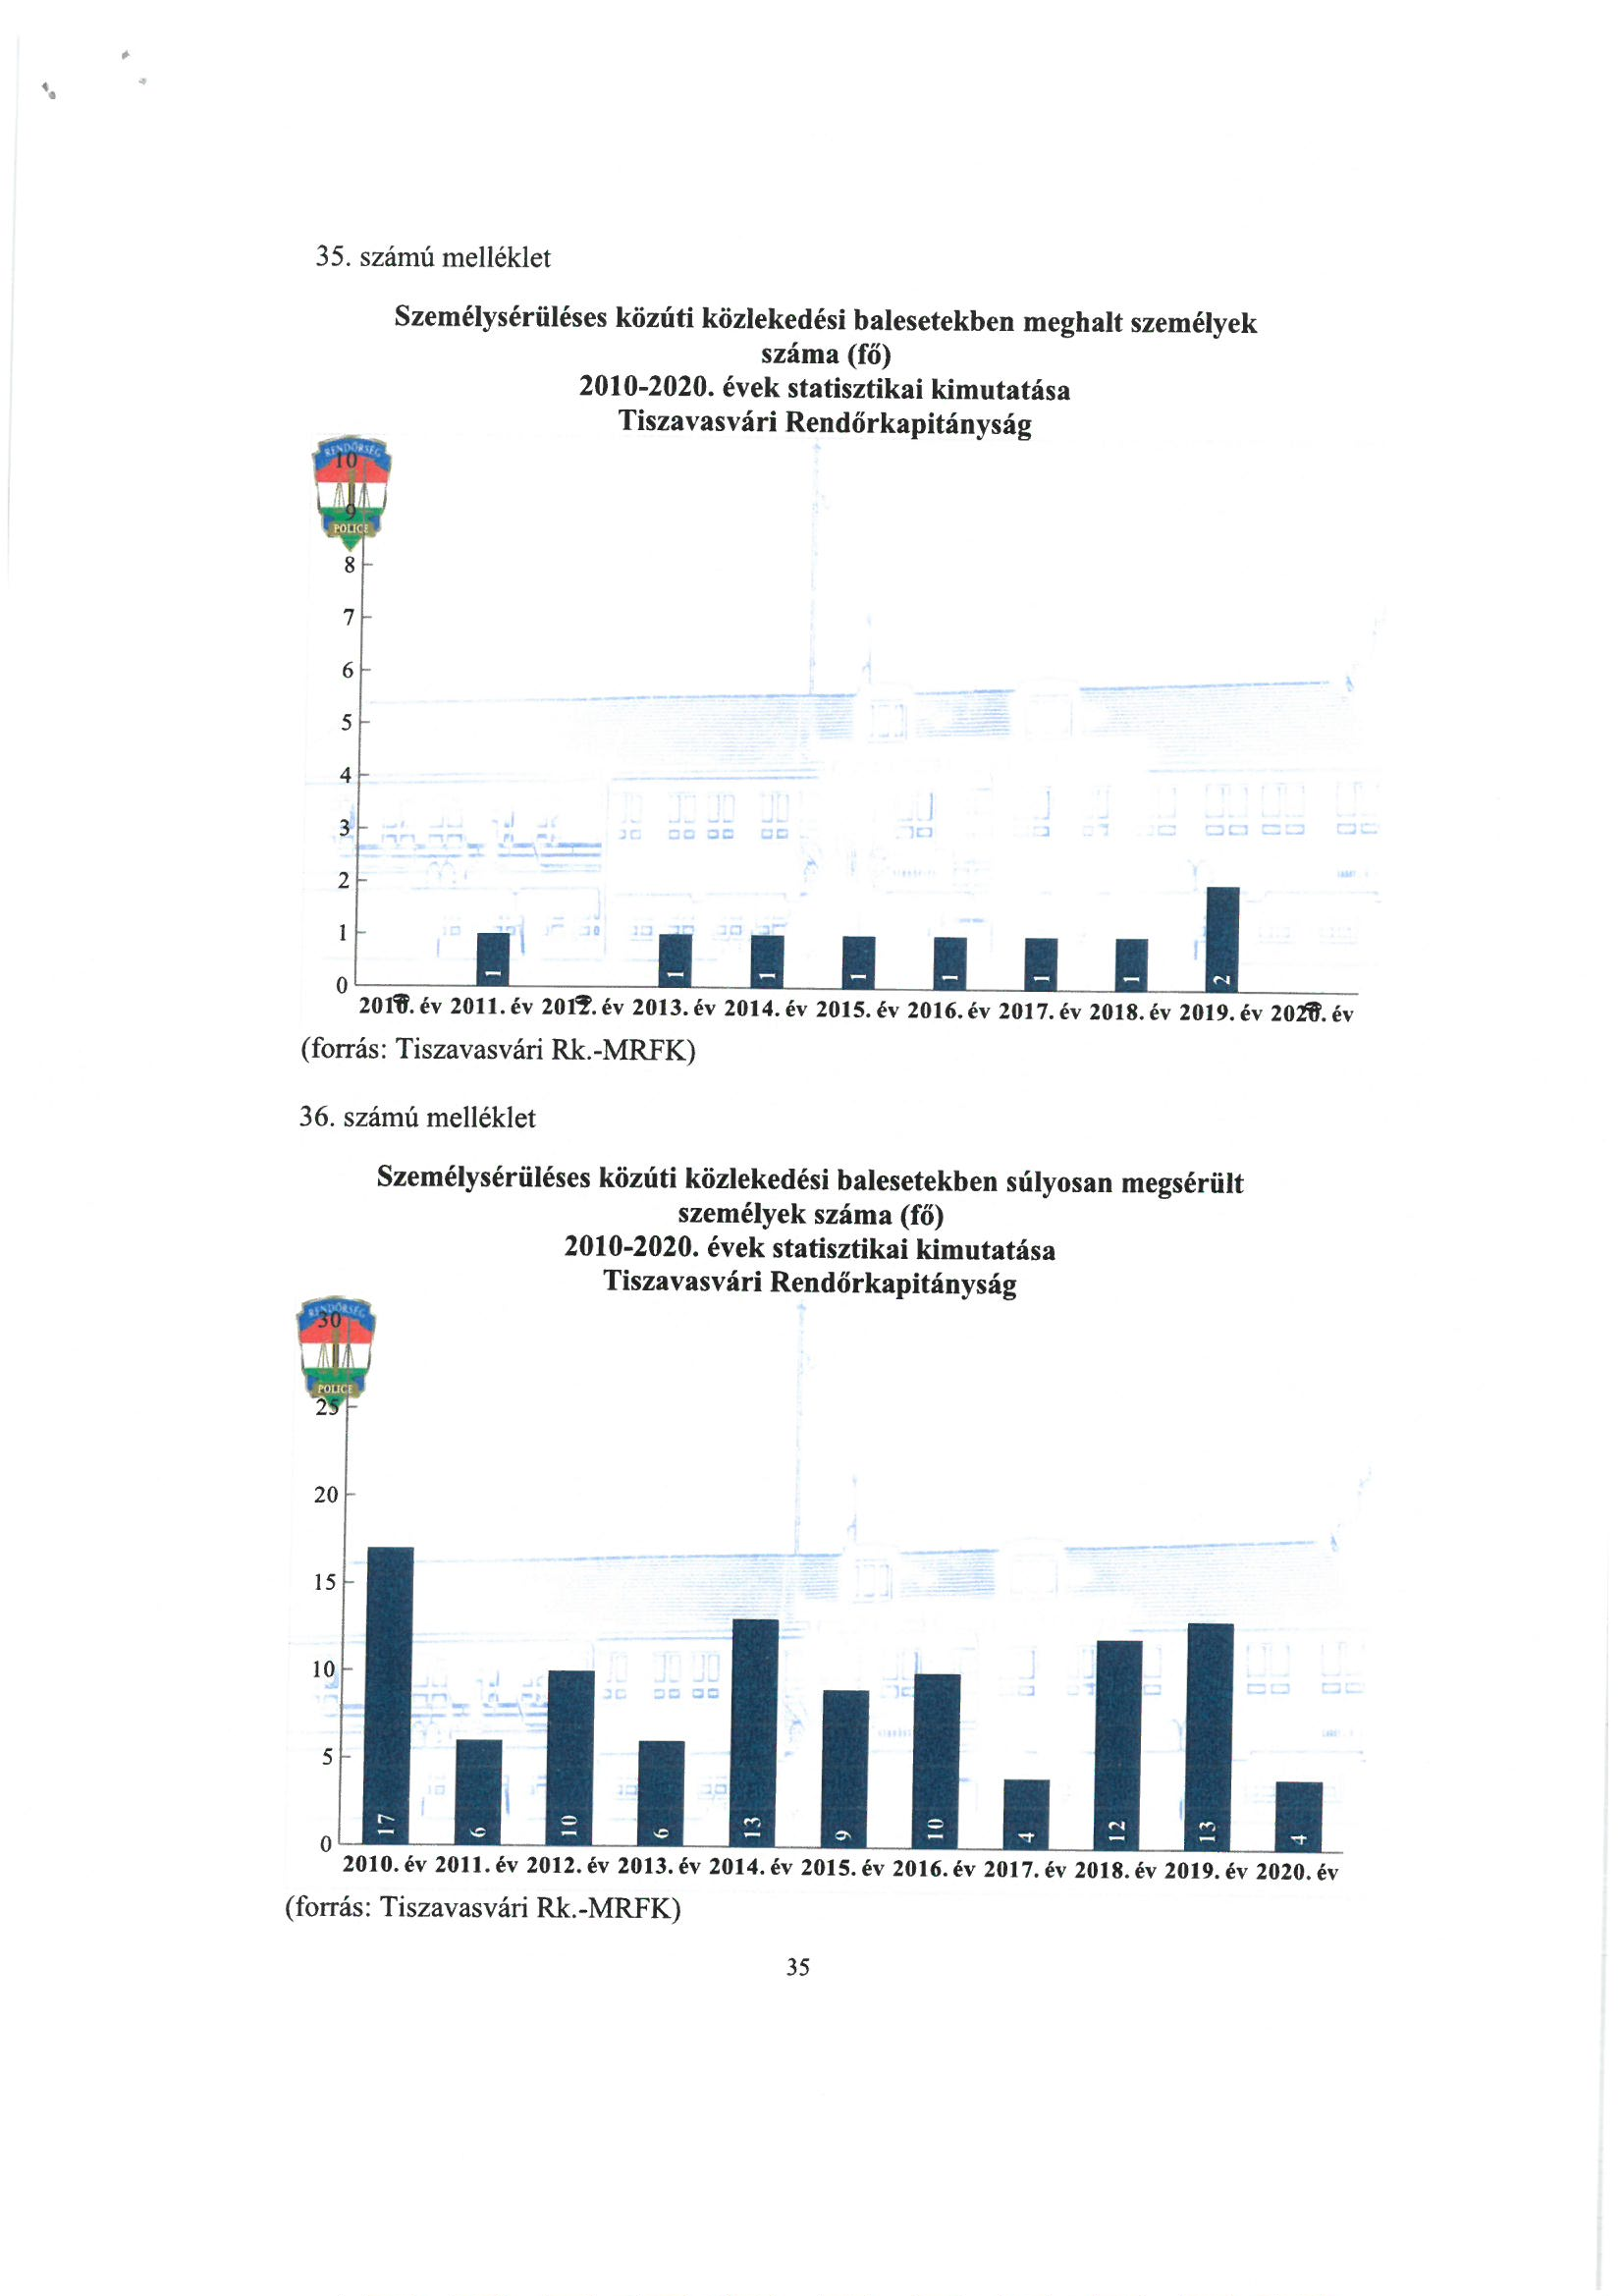 35. számú melléklet
Személysérüléses közúti közlekedési balesetekben meghalt személyek
száma (fő)
2010-2020. évek statisztikai kimutatása
Tiszavasvári Rendőrkapitányság
RENDŐRSÉG
10
9
POLICE
8
7
6
5
4
3
2
1
0
1 1 1 1 1 1 1 2
2010. év 2011. év 2012. év 2013. év 2014. év 2015. év 2016. év 2017. év 2018. év 2019. év 2020. év
(forrás: Tiszavasvári Rk.-MRFK)
36. számú melléklet
Személysérüléses közúti közlekedési balesetekben súlyosan megsérült
személyek száma (fő)
2010-2020. évek statisztikai kimutatása
Tiszavasvári Rendőrkapitányság
RENDŐRSÉG
30
POLICE
25
20
15
10
5
0
17 6 10 6 13 9 10 4 12 13 4
2010. év 2011. év 2012. év 2013. év 2014. év 2015. év 2016. év 2017. év 2018. év 2019. év 2020. év
(forrás: Tiszavasvári Rk.-MRFK)
35